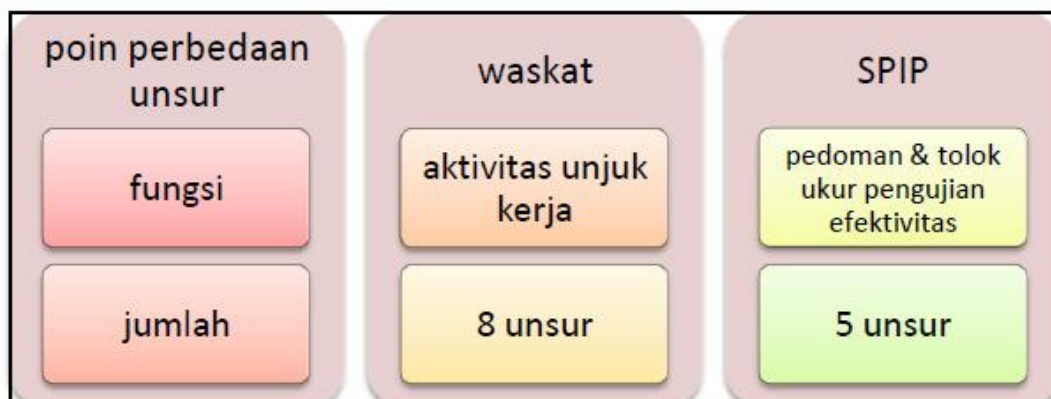 poin perbedaan
unsur
waskat
SPIP
fungsi
aktivitas unjuk
kerja
pedoman & tolok
ukur pengujian
efektivitas
jumlah
8 unsur
5 unsur